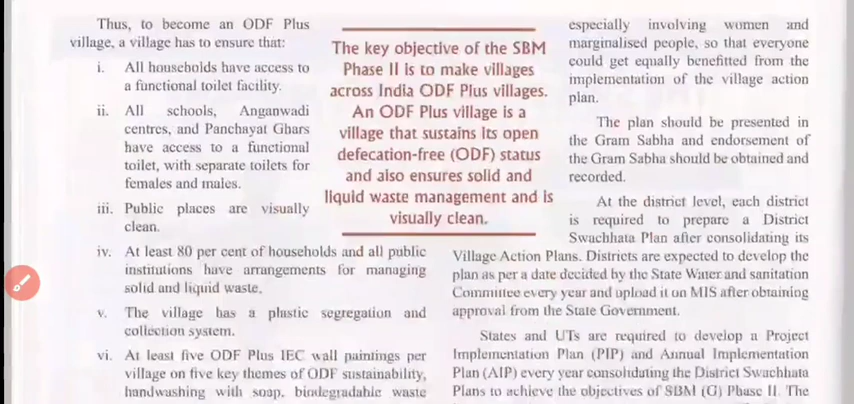 Thus, to become an ODF Plus
village, a village has to ensure that:
i. All households have access to
a functional toilet facility.
ii. All schools, Anganwadi
centres, and Panchayat Ghars
have access to a functional
toilet, with separate toilets for
females and males.
iii. Public places are visually
clean.
iv. At least 80 per cent of households and all public
institutions have arrangements for managing
solid and liquid waste.
v. The village has a plastic segregation and
collection system.
vi. At least five ODF Plus IEC wall paintings per
village on five key themes of ODF sustainability,
handwashing with soap, biodegradable waste
The key objective of the SBM
Phase II is to make villages
across India ODF Plus villages.
An ODF Plus village is a
village that sustains its open
defecation-free (ODF) status
and also ensures solid and
liquid waste management and is
visually clean.
especially involving women and
marginalised people, so that everyone
could get equally benefitted from the
implementation of the village action
plan.
The plan should be presented in
the Gram Sabha and endorsement of
the Gram Sabha should be obtained and
recorded.
At the district level, each district
is required to prepare a District
Swachhata Plan after consolidating its
Village Action Plans. Districts are expected to develop the
plan as per a date decided by the State Water and sanitation
Committee every year and upload it on MIS after obtaining
approval from the State Government.
States and UTs are required to develop a Project
Implementation Plan (PIP) and Annual Implementation
Plan (AIP) every year consolidating the District Swachhata
Plans to achieve the objectives of SBM (G) Phase II. The